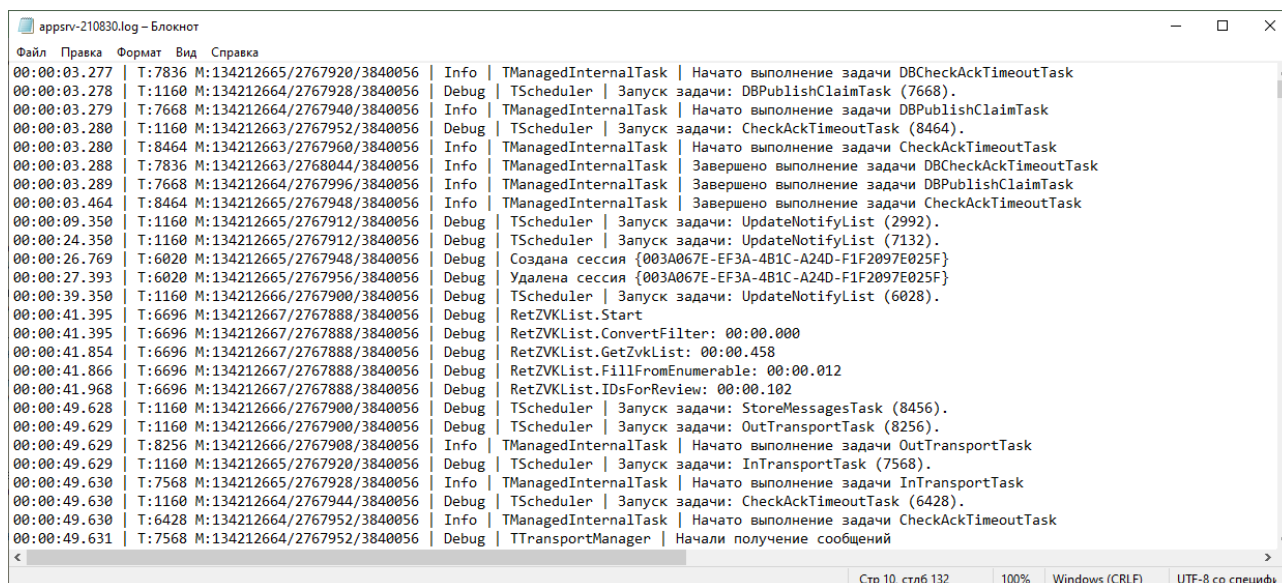 appsrv-210830.log – Блокнот
Файл Правка Формат Вид Справка
00:00:03.277 | T:7836 M:134212665/2767920/3840056 | Info | TManagedInternalTask | Начато выполнение задачи DBCheckAckTimeoutTask
00:00:03.278 | T:1160 M:134212664/2767928/3840056 | Debug | TScheduler | Запуск задачи: DBPublishClaimTask (7668).
00:00:03.279 | T:7668 M:134212664/2767940/3840056 | Info | TManagedInternalTask | Начато выполнение задачи DBPublishClaimTask
00:00:03.280 | T:1160 M:134212663/2767952/3840056 | Debug | TScheduler | Запуск задачи: CheckAckTimeoutTask (8464).
00:00:03.280 | T:8464 M:134212663/2767960/3840056 | Info | TManagedInternalTask | Начато выполнение задачи CheckAckTimeoutTask
00:00:03.288 | T:7836 M:134212663/2768044/3840056 | Info | TManagedInternalTask | Завершено выполнение задачи DBCheckAckTimeoutTask
00:00:03.289 | T:7668 M:134212664/2767996/3840056 | Info | TManagedInternalTask | Завершено выполнение задачи DBPublishClaimTask
00:00:03.464 | T:8464 M:134212665/2767948/3840056 | Info | TManagedInternalTask | Завершено выполнение задачи CheckAckTimeoutTask
00:00:09.350 | T:1160 M:134212665/2767912/3840056 | Debug | TScheduler | Запуск задачи: UpdateNotifyList (2992).
00:00:24.350 | T:1160 M:134212665/2767912/3840056 | Debug | TScheduler | Запуск задачи: UpdateNotifyList (7132).
00:00:26.769 | T:6020 M:134212665/2767948/3840056 | Debug | Создана сессия {003A067E-EF3A-4B1C-A24D-F1F2097E025F}
00:00:27.393 | T:6020 M:134212665/2767956/3840056 | Debug | Удалена сессия {003A067E-EF3A-4B1C-A24D-F1F2097E025F}
00:00:39.350 | T:1160 M:134212666/2767900/3840056 | Debug | TScheduler | Запуск задачи: UpdateNotifyList (6028).
00:00:41.395 | T:6696 M:134212667/2767888/3840056 | Debug | RetZVKList.Start
00:00:41.395 | T:6696 M:134212667/2767888/3840056 | Debug | RetZVKList.ConvertFilter: 00:00.000
00:00:41.854 | T:6696 M:134212667/2767888/3840056 | Debug | RetZVKList.GetZvkList: 00:00.458
00:00:41.866 | T:6696 M:134212667/2767888/3840056 | Debug | RetZVKList.FillFromEnumerable: 00:00.012
00:00:41.968 | T:6696 M:134212667/2767888/3840056 | Debug | RetZVKList.IDsForReview: 00:00.102
00:00:49.628 | T:1160 M:134212666/2767900/3840056 | Debug | TScheduler | Запуск задачи: StoreMessagesTask (8456).
00:00:49.629 | T:1160 M:134212666/2767900/3840056 | Debug | TScheduler | Запуск задачи: OutTransportTask (8256).
00:00:49.629 | T:8256 M:134212666/2767908/3840056 | Info | TManagedInternalTask | Начато выполнение задачи OutTransportTask
00:00:49.629 | T:1160 M:134212665/2767920/3840056 | Debug | TScheduler | Запуск задачи: InTransportTask (7568).
00:00:49.630 | T:7568 M:134212665/2767928/3840056 | Info | TManagedInternalTask | Начато выполнение задачи InTransportTask
00:00:49.630 | T:1160 M:134212664/2767944/3840056 | Debug | TScheduler | Запуск задачи: CheckAckTimeoutTask (6428).
00:00:49.630 | T:6428 M:134212664/2767952/3840056 | Info | TManagedInternalTask | Начато выполнение задачи CheckAckTimeoutTask
00:00:49.631 | T:7568 M:134212664/2767952/3840056 | Debug | TTransportManager | Начали получение сообщений
Стр 10, стлб 132 100% Windows (CRLF) UTF-8 со специфи